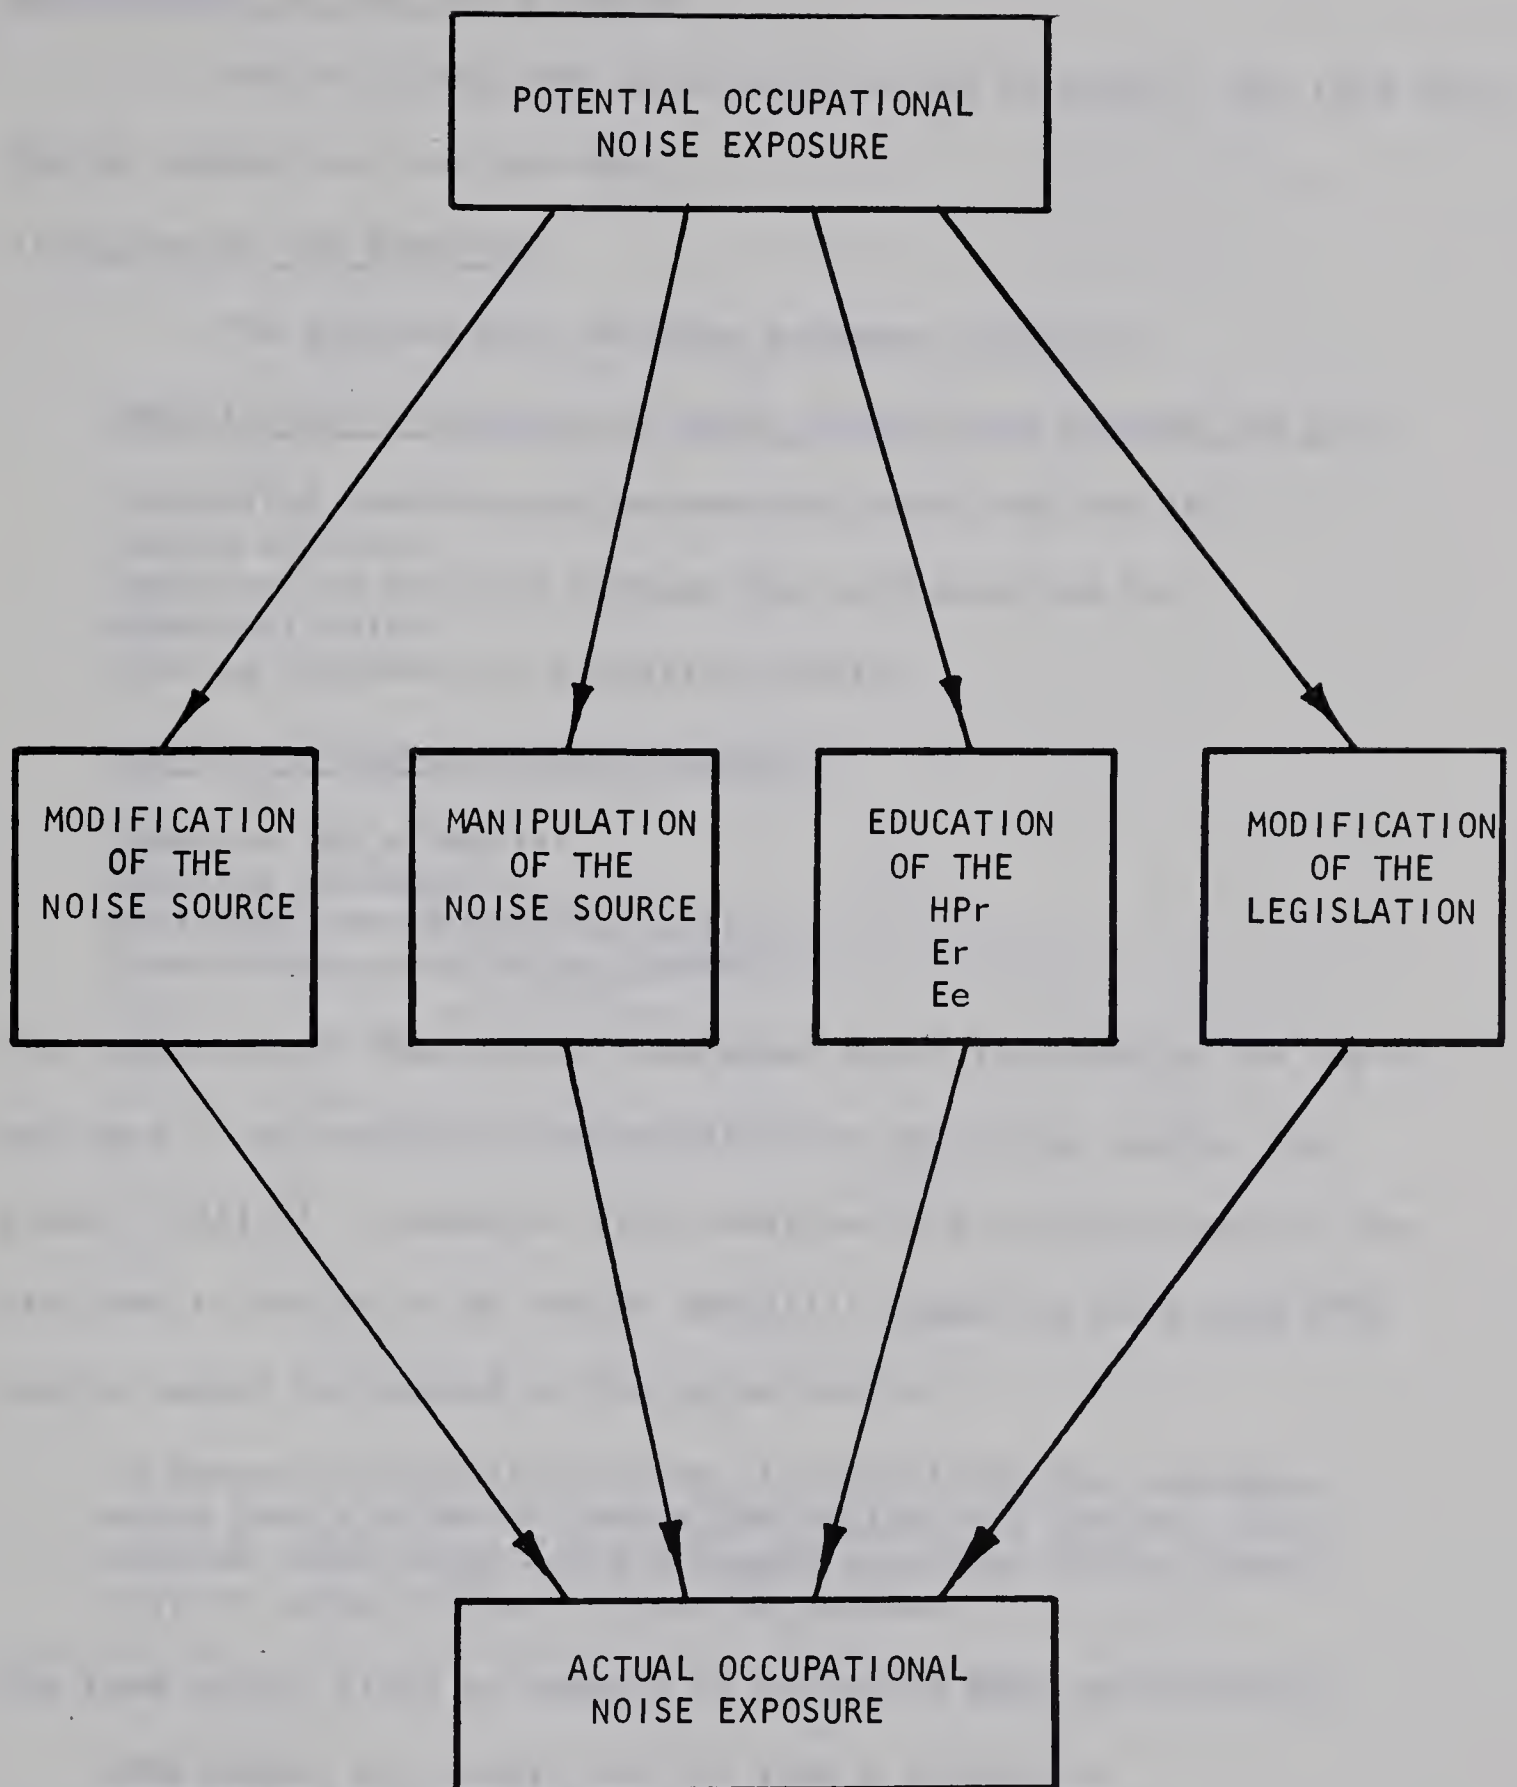 POTENTIAL OCCUPATIONAL
NOISE EXPOSURE
MODIFICATION
OF THE
NOISE SOURCE
MANIPULATION
OF THE
NOISE SOURCE
EDUCATION
OF THE
HPr
Er
Ee
MODIFICATION
OF THE
LEGISLATION
ACTUAL OCCUPATIONAL
NOISE EXPOSURE